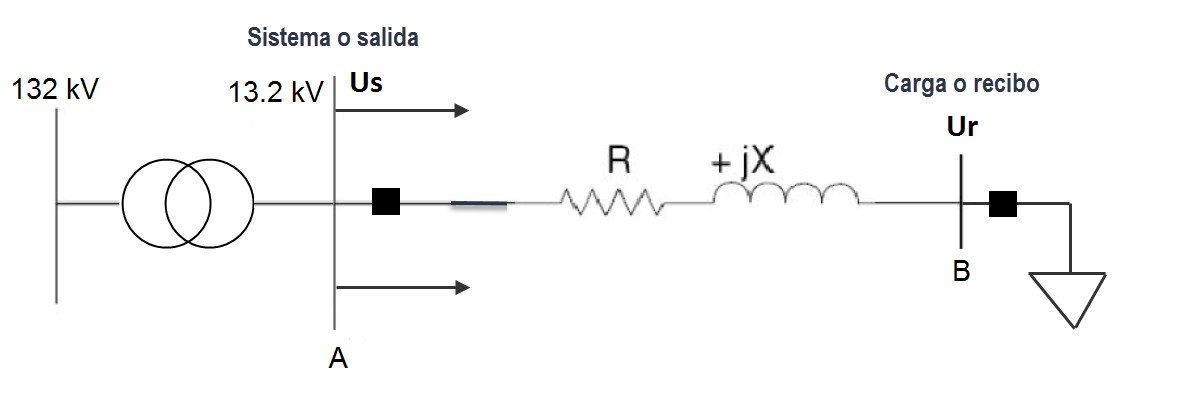 Sistema o salida
132 kV
13.2 kV
Us
Carga o recibo
Ur
R
+ jX
B
A